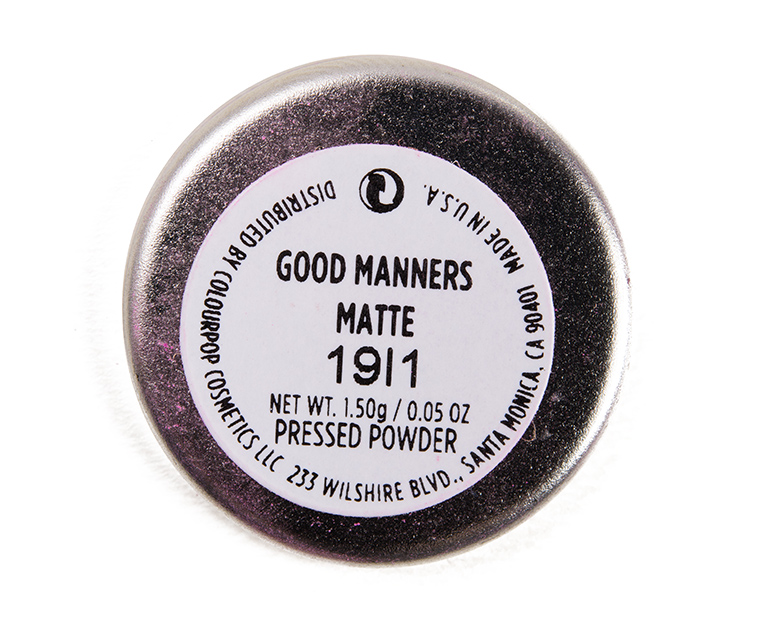 GOOD MANNERS
MATTE
19I1
NET WT. 1.50g / 0.05 OZ
PRESSED POWDER
DISTRIBUTED BY COLOURPOP COSMETICS LLC 233 WILSHIRE BLVD., SANTA MONICA, CA 90401 MADE IN U.S.A.